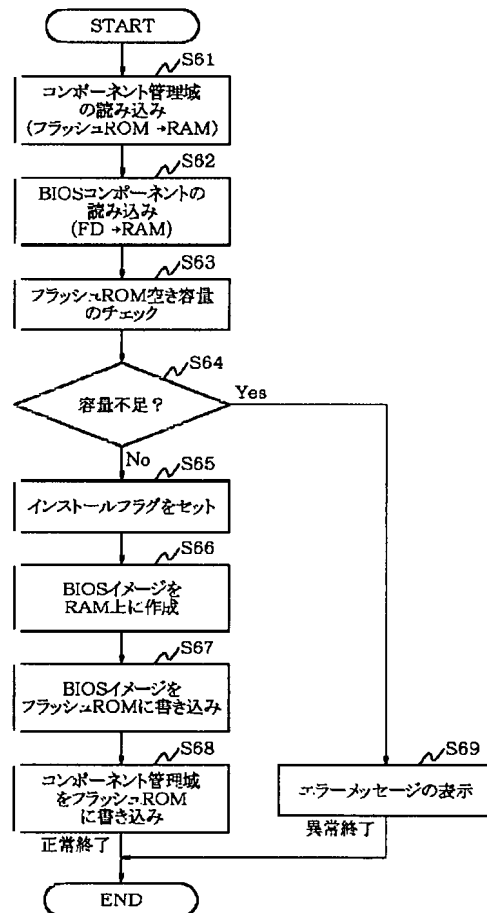 START
S61
コンポーネント管理域
の読み込み
(フラッシュROM →RAM)
S62
BIOSコンポーネントの
読み込み
(FD →RAM)
S63
フラッシュROM空き容量
のチェック
S64
容量不足？
Yes
No
S65
インストールフラグをセット
S66
BIOSイメージを
RAM上に作成
S67
BIOSイメージを
フラッシュROMに書き込み
S68
コンポーネント管理域
をフラッシュROM
に書き込み
S69
エラーメッセージの表示
正常終了
異常終了
END